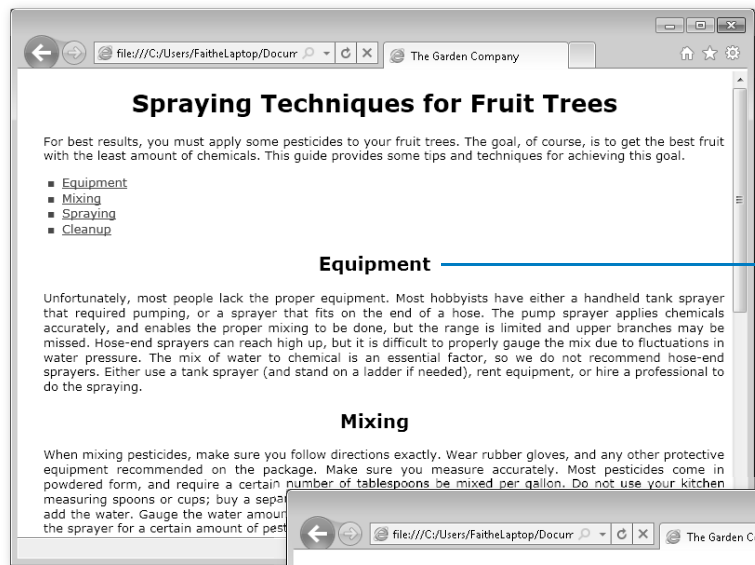 file:///C:/Users/FaitheLaptop/Docum
The Garden Company
Spraying Techniques for Fruit Trees
For best results, you must apply some pesticides to your fruit trees. The goal, of course, is to get the best fruit
with the least amount of chemicals. This guide provides some tips and techniques for achieving this goal.
Equipment
Mixing
Spraying
Cleanup
Equipment
Unfortunately, most people lack the proper equipment. Most hobbyists have either a handheld tank sprayer
that required pumping, or a sprayer that fits on the end of a hose. The pump sprayer applies chemicals
accurately, and enables the proper mixing to be done, but the range is limited and upper branches may be
missed. Hose-end sprayers can reach high up, but it is difficult to properly gauge the mix due to fluctuations in
water pressure. The mix of water to chemical is an essential factor, so we do not recommend hose-end
sprayers. Either use a tank sprayer (and stand on a ladder if needed), rent equipment, or hire a professional to
do the spraying.
Mixing
When mixing pesticides, make sure you follow directions exactly. Wear rubber gloves, and any other protective
equipment recommended on the package. Make sure you measure accurately. Most pesticides come in
powdered form, and require a certain number of tablespoons be mixed per gallon. Do not use your kitchen
measuring spoons or cups; buy a sepa
add the water. Gauge the water amour
the sprayer for a certain amount of pest
file:///C:/Users/FaitheLaptop/Docum
The Garden C